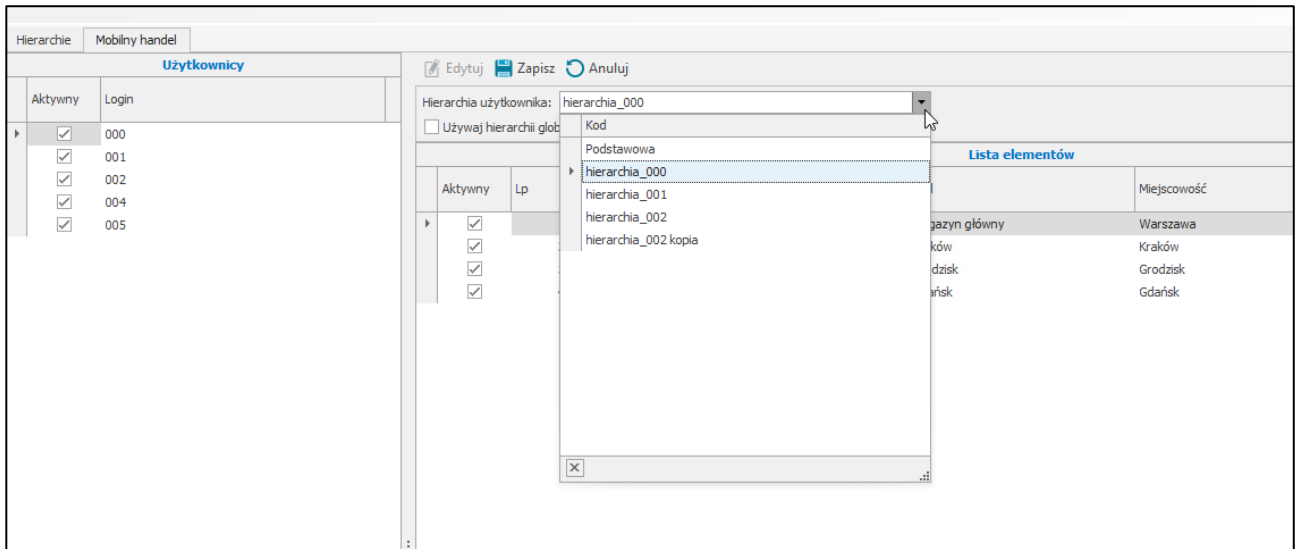 Hierarchie Mobilny handel
Użytkownicy
Aktywny Login
000
001
002
004
005
Edytuj Zapisz Anuluj
Hierarchia użytkownika: hierarchia_000
Używaj hierarchii glob
Kod
Podstawowa
hierarchia_000
hierarchia_001
hierarchia_002
hierarchia_002 kopia
Lista elementów
Aktywny Lp Miejscowość
gazyn główny Warszawa
ków Kraków
dzisk Grodzisk
ańsk Gdańsk